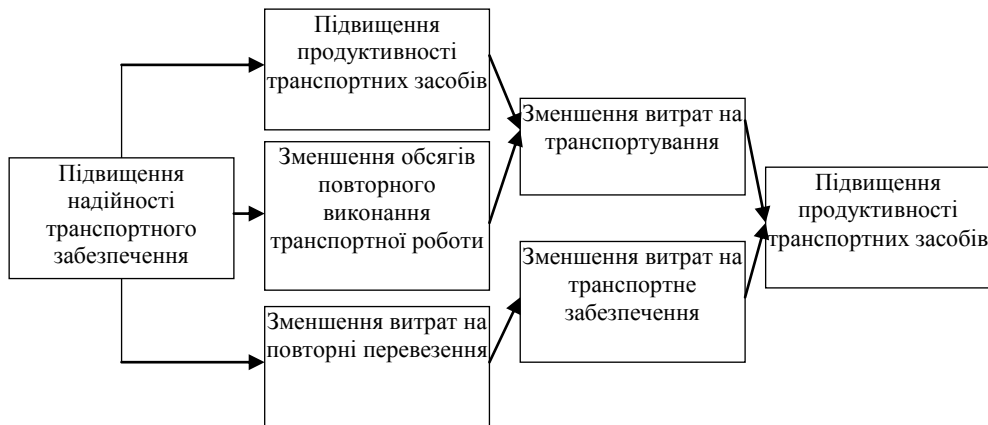 Підвищення
надійності
транспортного
забезпечення
Підвищення
продуктивності
транспортних засобів
Зменшення обсягів
повторного
виконання
транспортної роботи
Зменшення витрат на
повторні перевезення
Зменшення витрат на
транспортування
Зменшення витрат на
транспортне
забезпечення
Підвищення
продуктивності
транспортних засобів